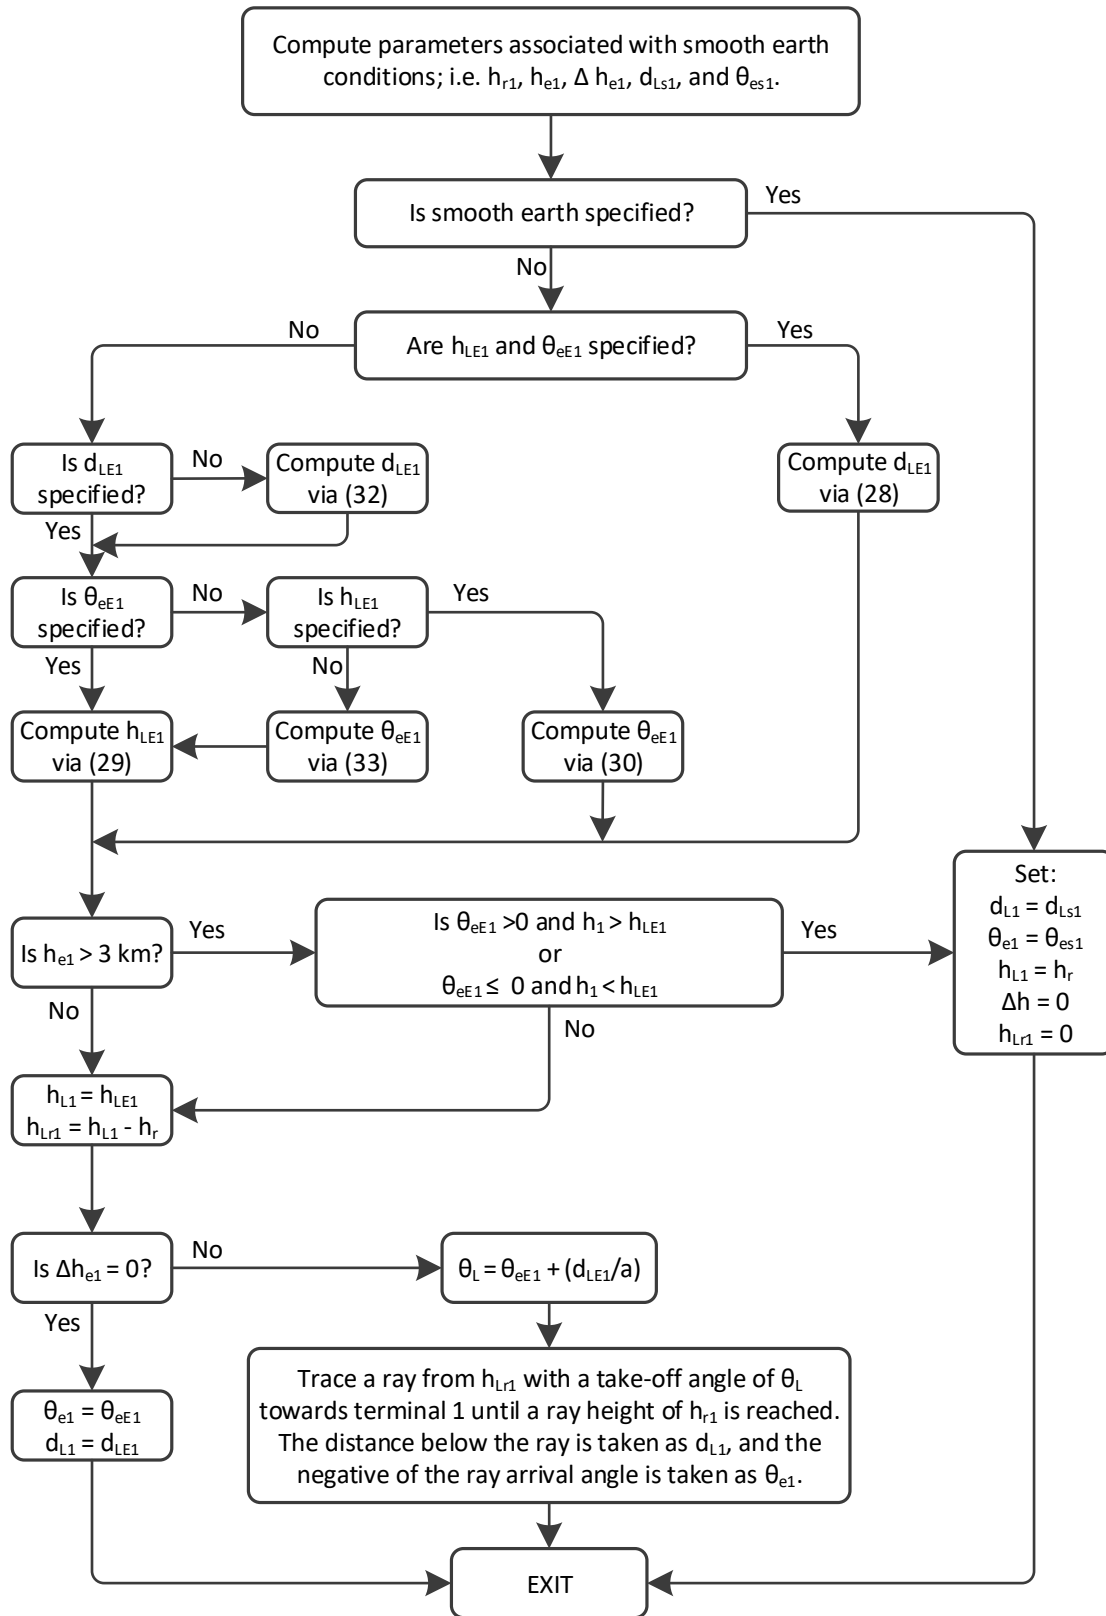 Compute parameters associated with smooth earth
conditions; i.e. hr1, he1, Δ he1, dLs1, and θes1.
Is smooth earth specified?
Yes
No
Are hLE1 and θeE1 specified?
No
Yes
Is dLE1
specified?
No
Compute dLE1
via (32)
Compute dLE1
via (28)
Yes
Is θeE1
specified?
No
Is hLE1
specified?
Yes
Yes
No
Compute hLE1
via (29)
Compute θeE1
via (33)
Compute θeE1
via (30)
Is he1 > 3 km?
Yes
Is θeE1 >0 and h1 > hLE1
or
θeE1 ≤ 0 and h1 < hLE1
Yes
Set:
dL1 = dLs1
θe1 = θes1
hL1 = hr
Δh = 0
hLr1 = 0
No
No
hL1 = hLE1
hLr1 = hL1 - hr
Is Δhe1 = 0?
No
θL = θeE1 + (dLE1/a)
Yes
θe1 = θeE1
dL1 = dLE1
Trace a ray from hLr1 with a take-off angle of θL
towards terminal 1 until a ray height of hr1 is reached.
The distance below the ray is taken as dL1, and the
negative of the ray arrival angle is taken as θe1.
EXIT